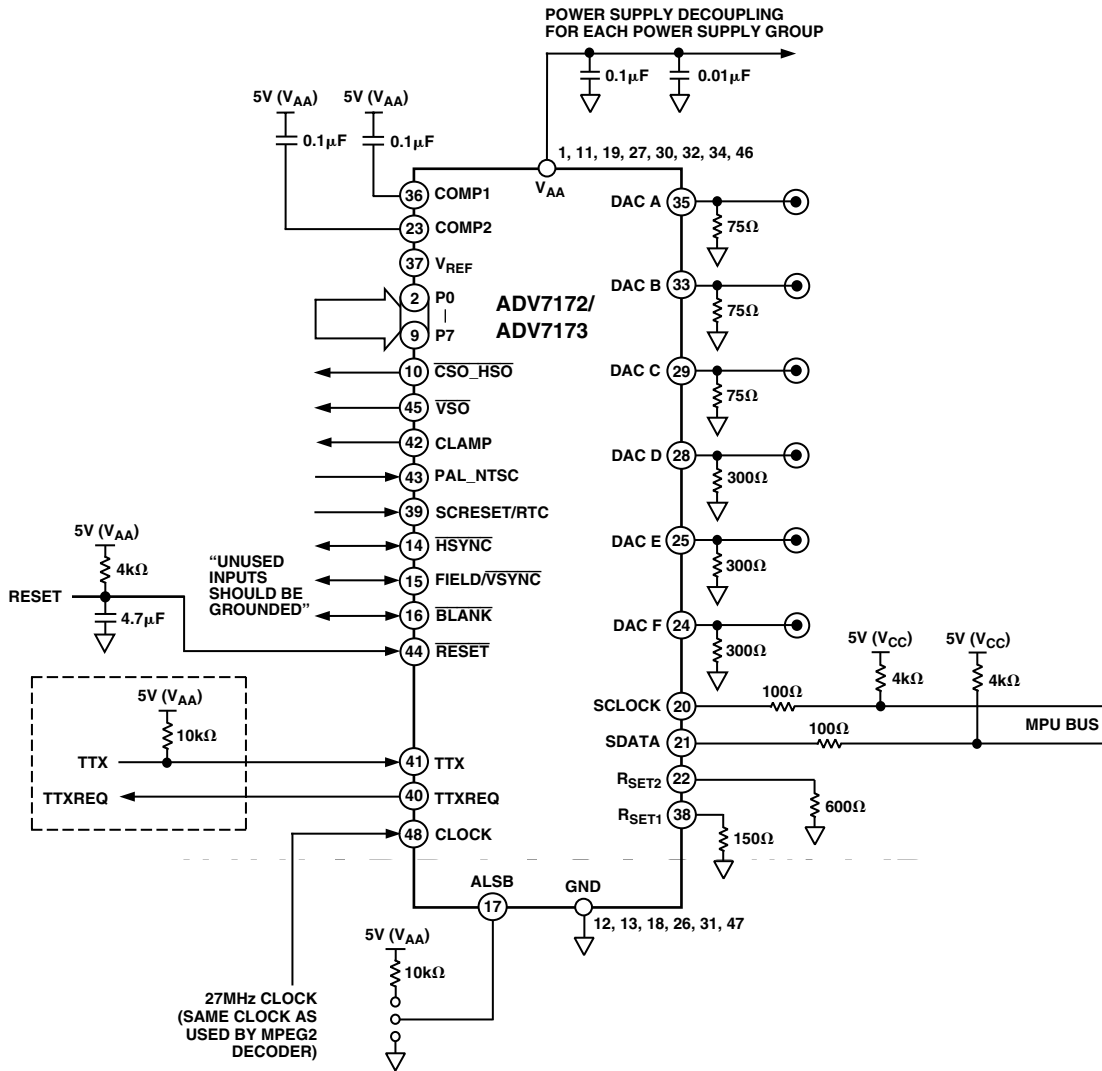 POWER SUPPLY DECOUPLING
FOR EACH POWER SUPPLY GROUP
0.1μF
0.01μF
5V (VAA)
5V (VAA)
0.1μF
0.1μF
1, 11, 19, 27, 30, 32, 34, 46
VAA
36 COMP1
23 COMP2
37 VREF
2 P0
9 P7
ADV7172/
ADV7173
10 CSO_HSO
45 VSO
42 CLAMP
43 PAL_NTSC
39 SCRESET/RTC
14 HSYNC
15 FIELD/VSYNC
16 BLANK
44 RESET
"UNUSED
INPUTS
SHOULD BE
GROUNDED"
5V (VAA)
4kΩ
RESET
4.7μF
5V (VAA)
10kΩ
TTX
TTXREQ
41 TTX
40 TTXREQ
48 CLOCK
DAC A 35
75Ω
DAC B 33
75Ω
DAC C 29
75Ω
DAC D 28
300Ω
DAC E 25
300Ω
DAC F 24
300Ω
5V (VCC)
5V (VCC)
4kΩ
4kΩ
SCLOCK 20
100Ω
SDATA 21
100Ω
MPU BUS
RSET2 22
600Ω
RSET1 38
150Ω
ALSB
17
GND
12, 13, 18, 26, 31, 47
5V (VAA)
10kΩ
27MHz CLOCK
(SAME CLOCK AS
USED BY MPEG2
DECODER)